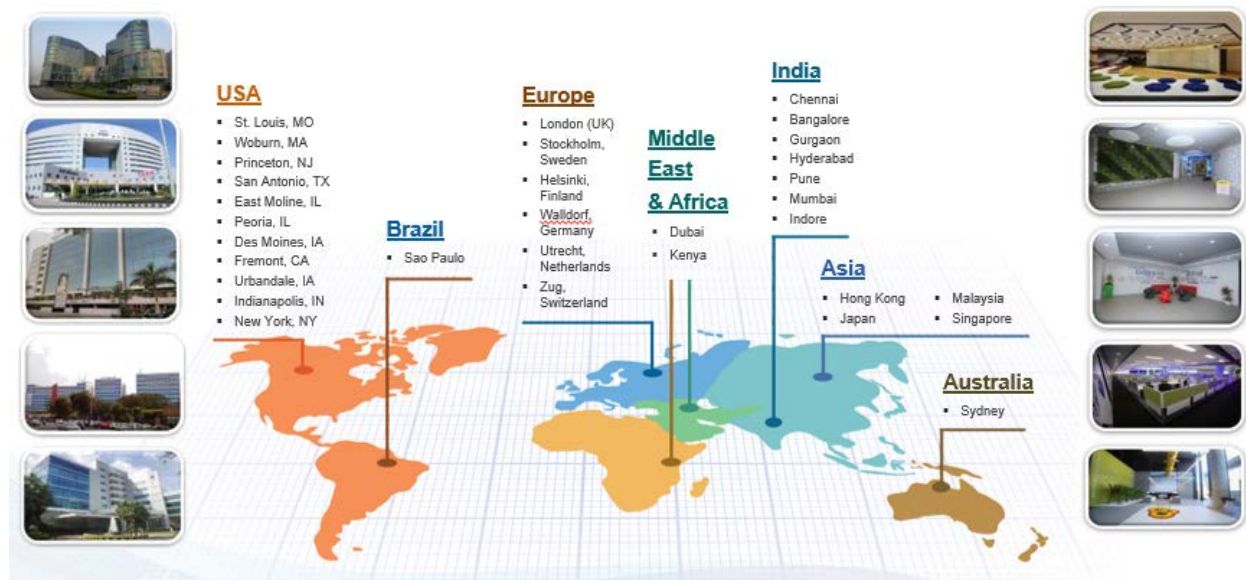 USA
St. Louis, MO
Woburn, MA
Princeton, NJ
San Antonio, TX
East Moline, IL
Peoria, IL
Des Moines, IA
Fremont, CA
Urbandale, IA
Indianapolis, IN
New York, NY
Brazil
Sao Paulo
Europe
London (UK)
Stockholm,
Sweden
Helsinki,
Finland
Walldorf,
Germany
Utrecht,
Netherlands
Zug,
Switzerland
Middle
East
& Africa
Dubai
Kenya
India
Chennai
Bangalore
Gurgaon
Hyderabad
Pune
Mumbai
Indore
Asia
Hong Kong
Japan
Malaysia
Singapore
Australia
Sydney